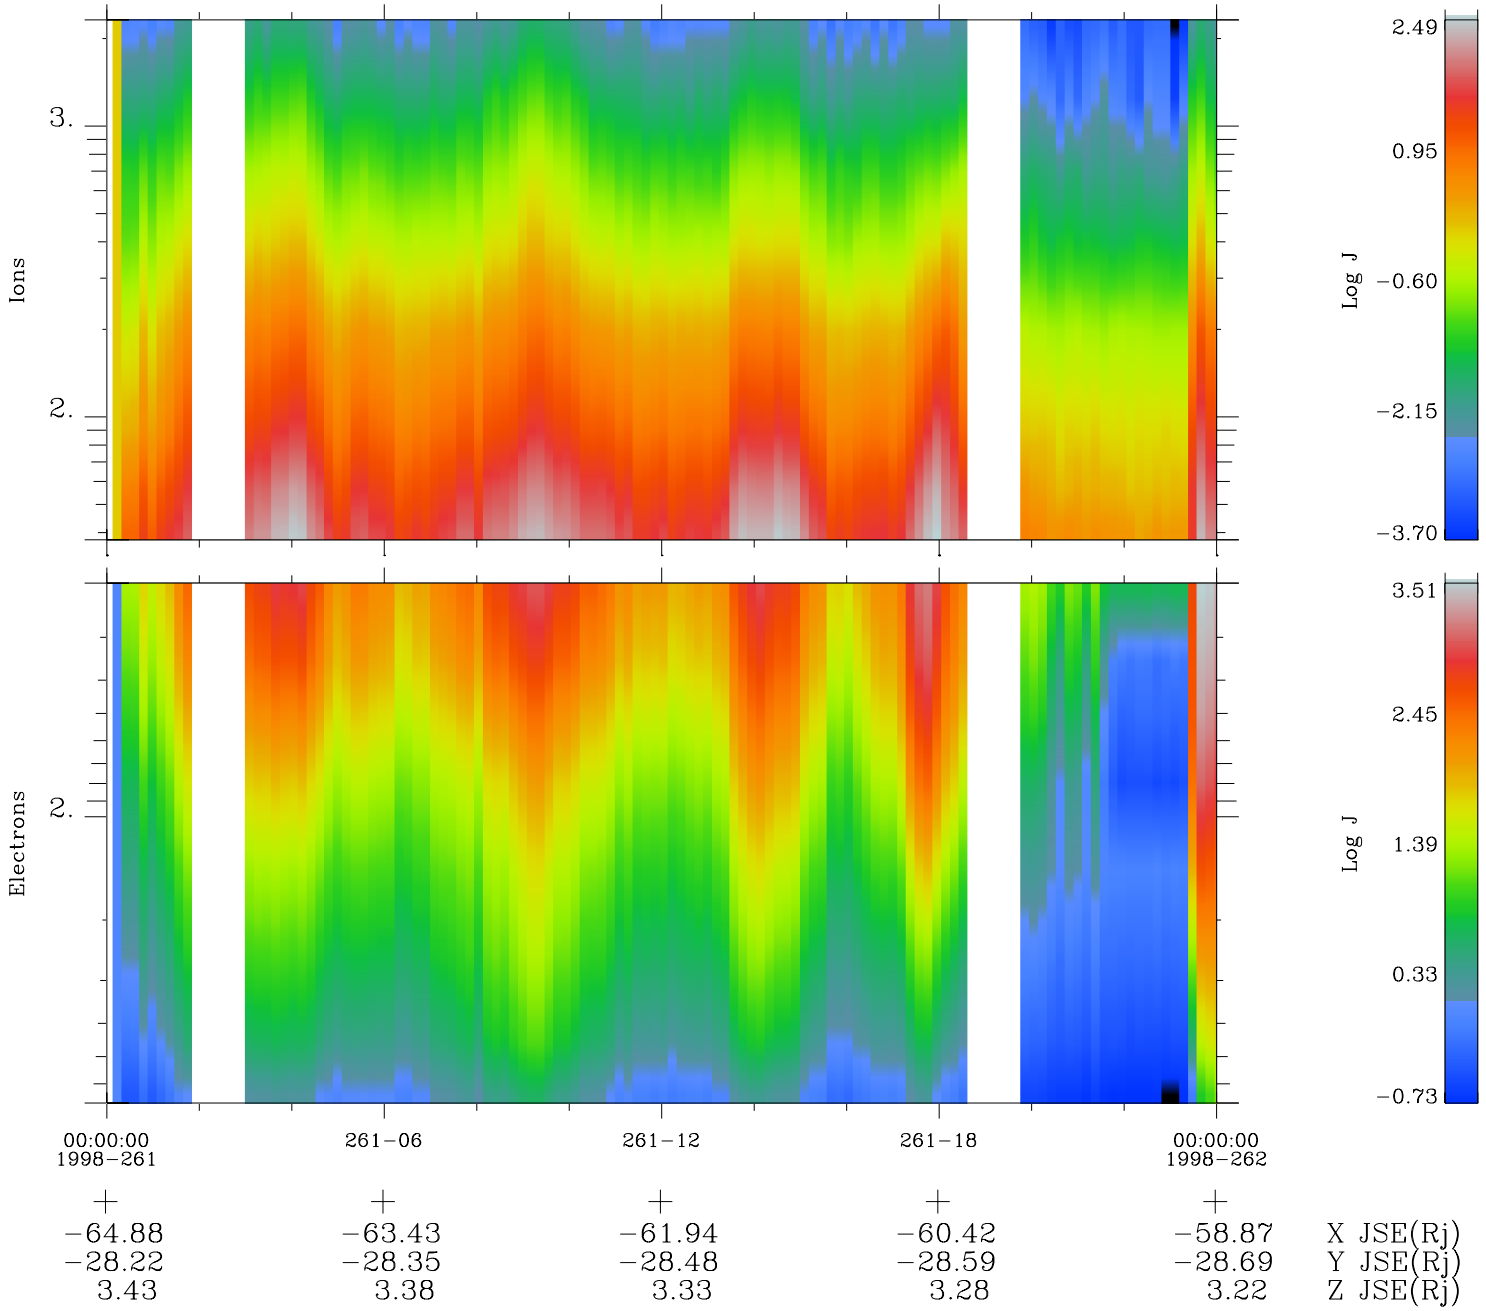 2.49
3.
0.95
Ions
Log J
−0.60
2.
−2.15
−3.70
3.51
2.45
Electrons
2.
Log J
1.39
0.33
−0.73
00:00:00 261−06 261−12 261−18 00:00:00
1998−261 1998−262
−64.88 −63.43 −61.94 −60.42 −58.87 X JSE(Rj)
−28.22 −28.35 −28.48 −28.59 −28.69 Y JSE(Rj)
3.43 3.38 3.33 3.28 3.22 Z JSE(Rj)